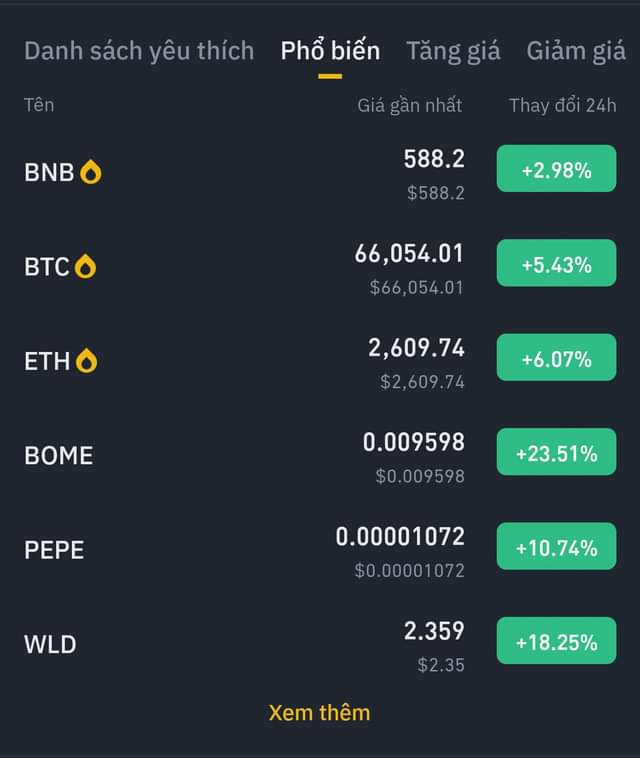 Danh sách yêu thích Phổ biến Tăng giá Giảm giá
Tên Giá gần nhất Thay đổi 24h
BNB 588.2 +2.98%
$588.2
BTC 66,054.01 +5.43%
$66,054.01
ETH 2,609.74 +6.07%
$2,609.74
BOME 0.009598 +23.51%
$0.009598
PEPE 0.00001072 +10.74%
$0.00001072
WLD 2.359 +18.25%
$2.35
Xem thêm